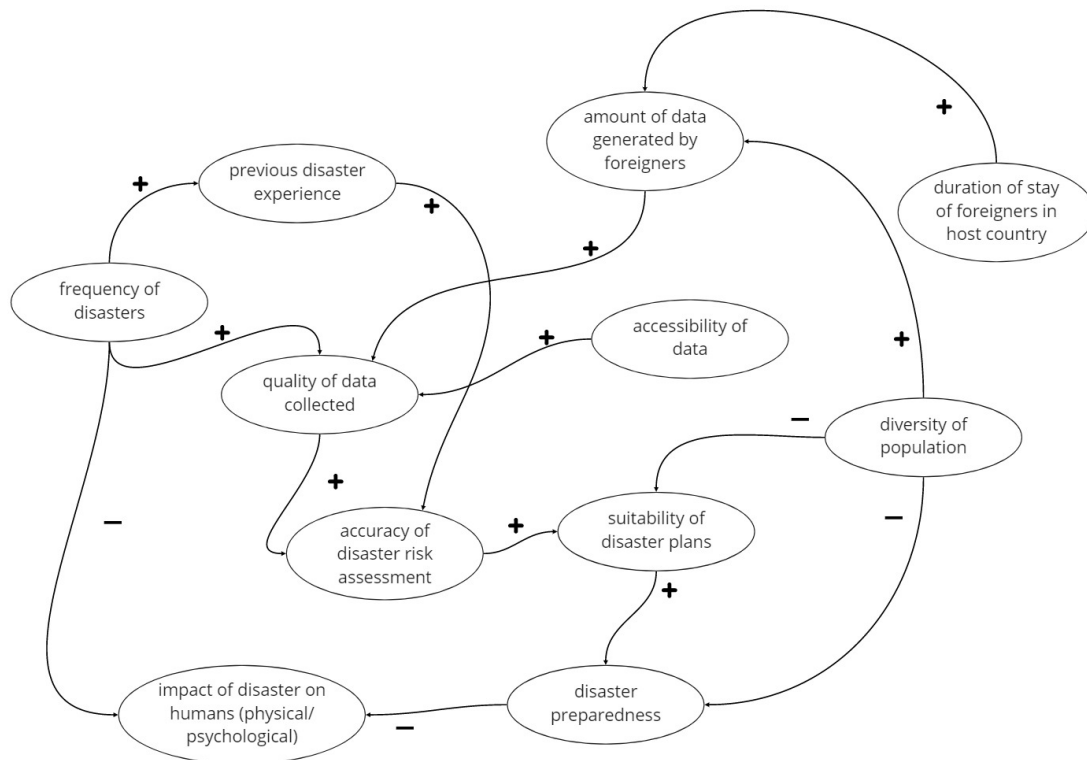 amount of data
generated by
foreigners
+
previous disaster
experience
+
+
duration of stay
of foreigners in
host country
+
frequency of
disasters
+
accessibility of
data
+
+
quality of data
collected
diversity of
population
−
+
accuracy of
disaster risk
assessment
+
suitability of
disaster plans
−
−
+
impact of disaster on
humans (physical/
psychological)
−
disaster
preparedness